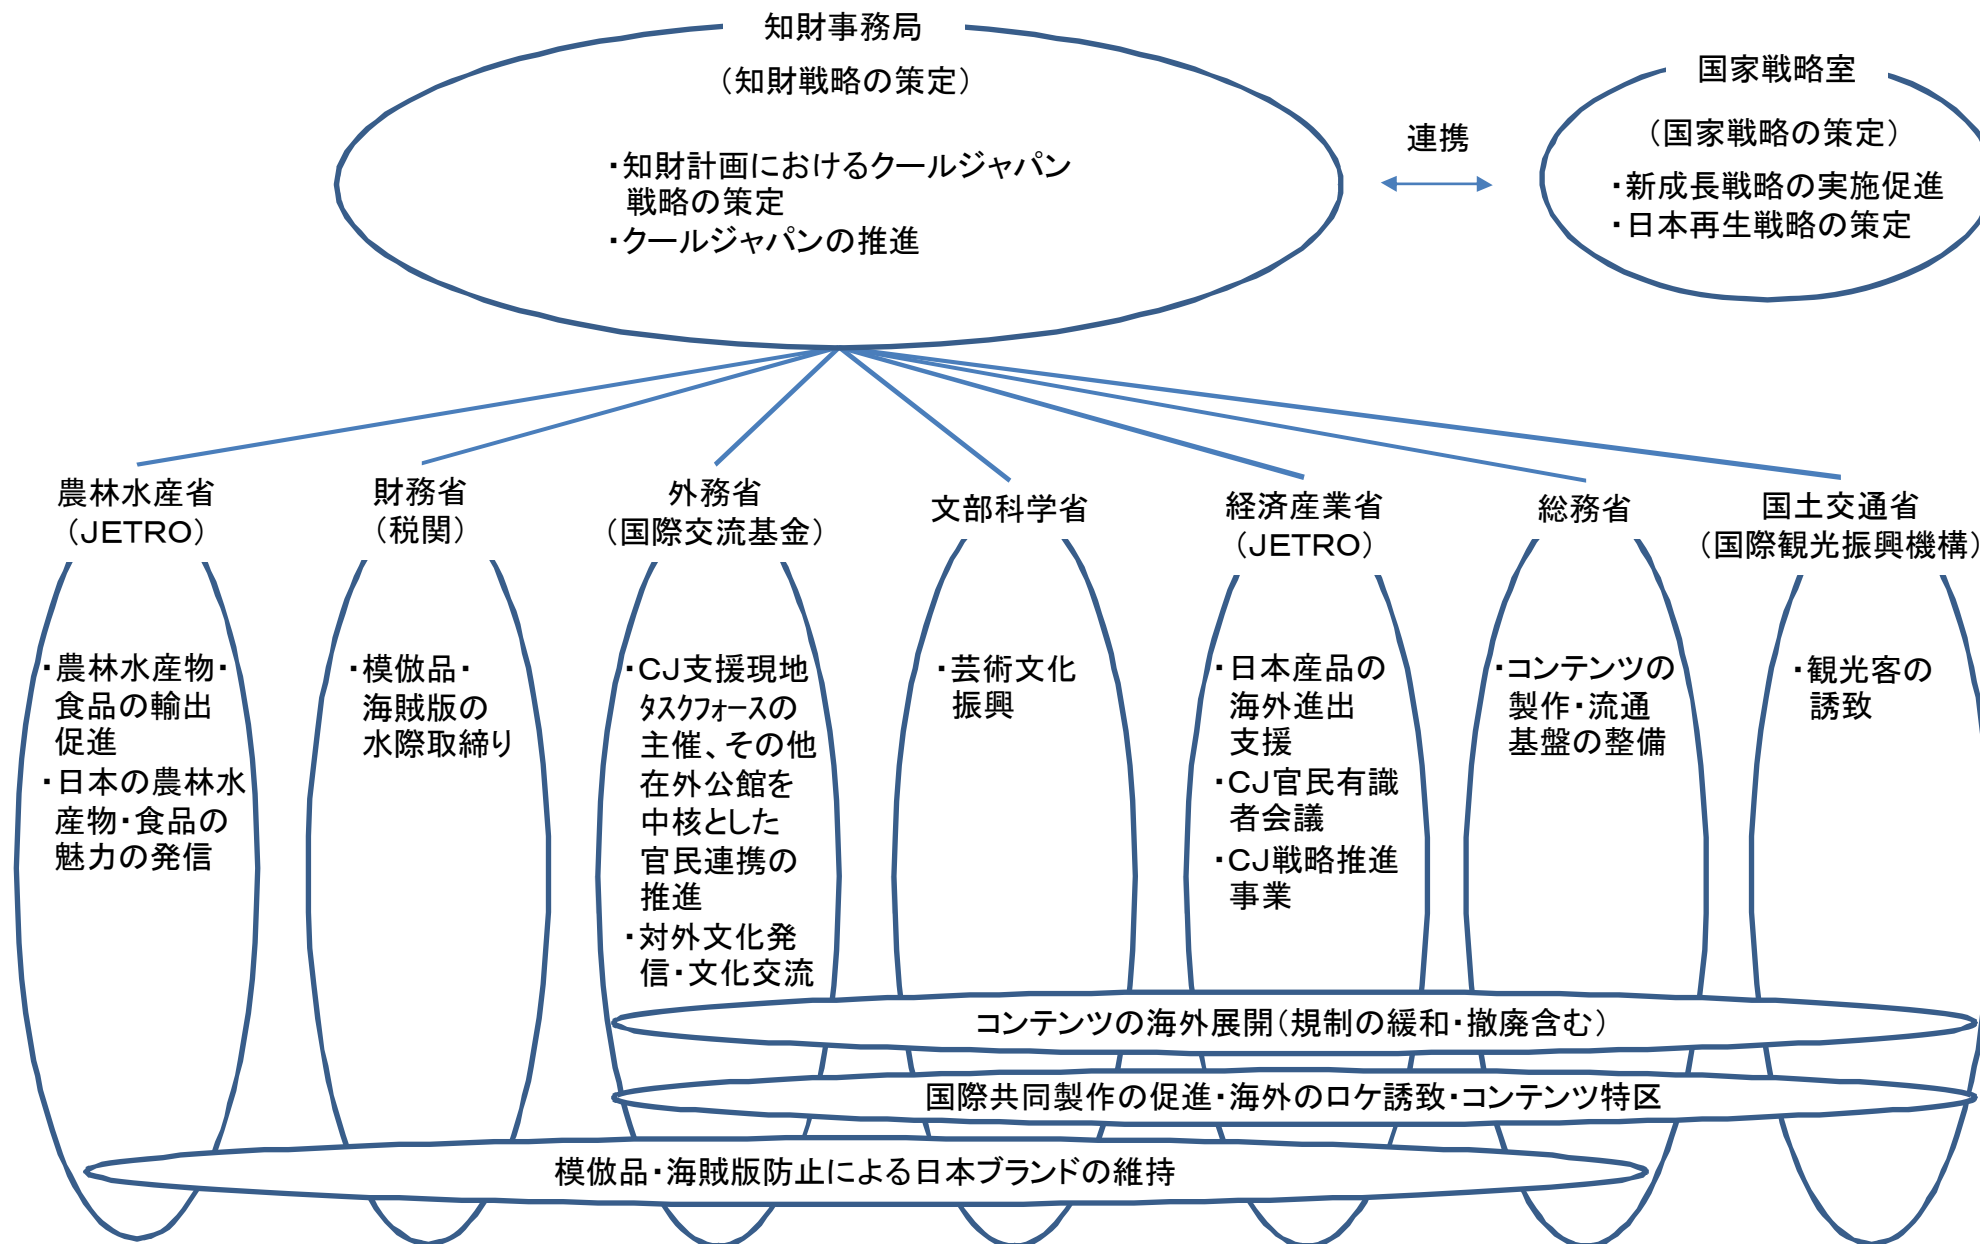 知財事務局
（知財戦略の策定）
・知財計画におけるクールジャパン
戦略の策定
・クールジャパンの推進
連携
国家戦略室
（国家戦略の策定）
・新成長戦略の実施促進
・日本再生戦略の策定
農林水産省
（JETRO）
・農林水産物・
食品の輸出
促進
・日本の農林水
産物・食品の
魅力の発信
財務省
（税関）
・模倣品・
海賊版の
水際取締り
外務省
（国際交流基金）
・CJ支援現地
ﾀｽｸﾌｫｰｽの
主催、その他
在外公館を
中核とした
官民連携の
推進
・対外文化発
信・文化交流
文部科学省
・芸術文化
振興
経済産業省
（JETRO）
・日本産品の
海外進出
支援
・CJ官民有識
者会議
・CJ戦略推進
事業
総務省
・コンテンツの
製作・流通
基盤の整備
国土交通省
（国際観光振興機構）
・観光客の
誘致
コンテンツの海外展開（規制の緩和・撤廃含む）
国際共同製作の促進・海外のロケ誘致・コンテンツ特区
模倣品・海賊版防止による日本ブランドの維持